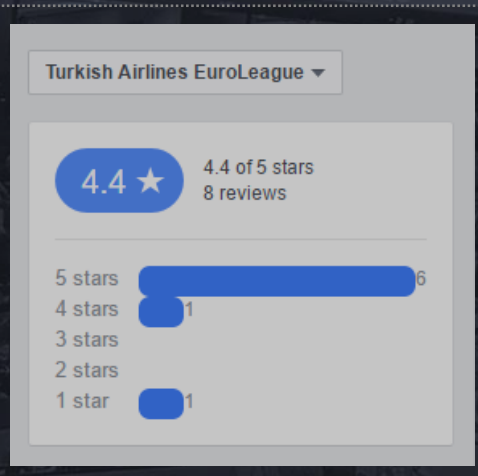 Turkish Airlines EuroLeague
4.4 ★
4.4 of 5 stars
8 reviews
5 stars 6
4 stars 1
3 stars
2 stars
1 star 1